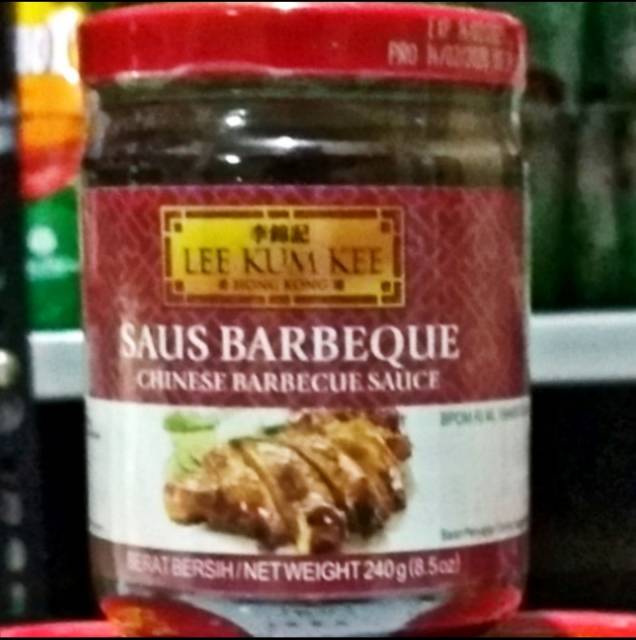 PRO
李錦記
LEE KUM KEE
HONG KONG
SAUS BARBEQUE
CHINESE BARBECUE SAUCE
BERAT BERSIH/NET WEIGHT 240g (8.5oz)